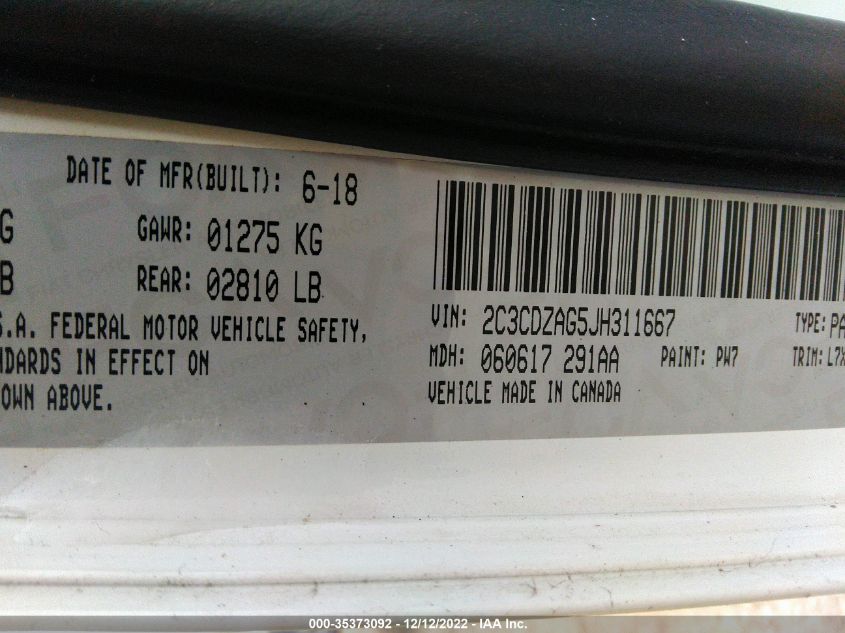 DATE OF MFR(BUILT): 6-18
G GAWR: 01275 KG
B REAR: 02810 LB
S.A. FEDERAL MOTOR VEHICLE SAFETY,
NDARDS IN EFFECT ON
OWN ABOVE.
VIN: 2C3CDZAG5JH311667 TYPE: PA
MDH: 060617 291AA PAINT: PW7 TRIM: L7X
VEHICLE MADE IN CANADA
000-35373092 - 12/12/2022 - IAA Inc.